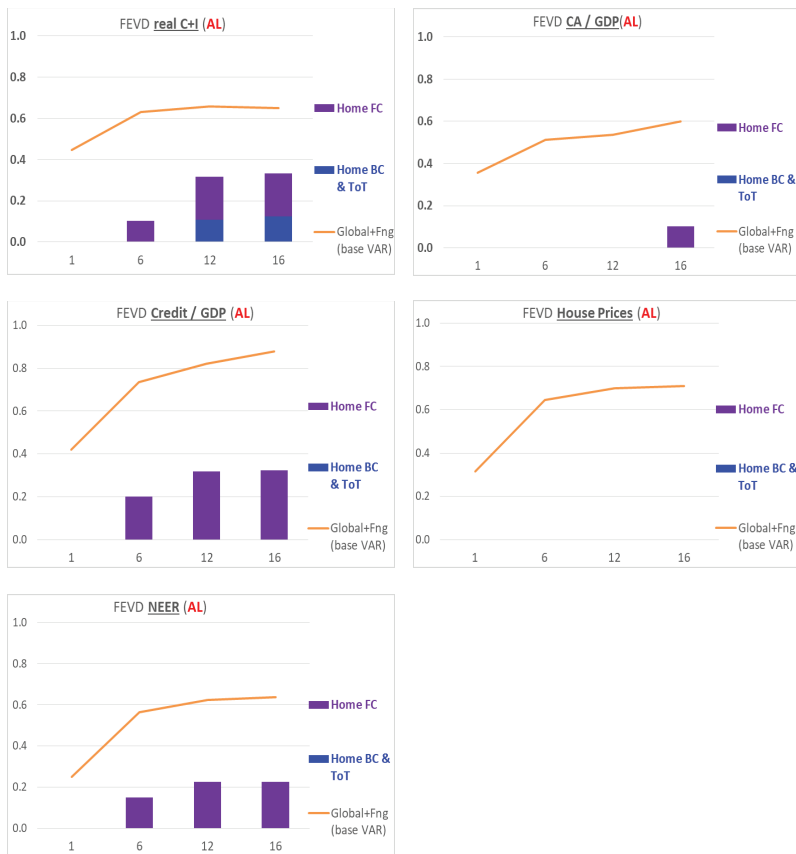 FEVD real C+I (AL)
1.0
0.8
0.6
0.4
0.2
0.0
1 6 12 16
Home FC
Home BC
& ToT
Global+Fng
(base VAR)
FEVD CA / GDP(AL)
1.0
0.8
0.6
0.4
0.2
0.0
1 6 12 16
Home FC
Home BC &
ToT
Global+Fng
(base VAR)
FEVD Credit / GDP (AL)
1.0
0.8
0.6
0.4
0.2
0.0
1 6 12 16
Home FC
Home BC
& ToT
Global+Fng
(base VAR)
FEVD House Prices (AL)
1.0
0.8
0.6
0.4
0.2
0.0
1 6 12 16
Home FC
Home BC &
ToT
Global+Fng
(base VAR)
FEVD NEER (AL)
1.0
0.8
0.6
0.4
0.2
0.0
1 6 12 16
Home FC
Home BC &
ToT
Global+Fng
(base VAR)